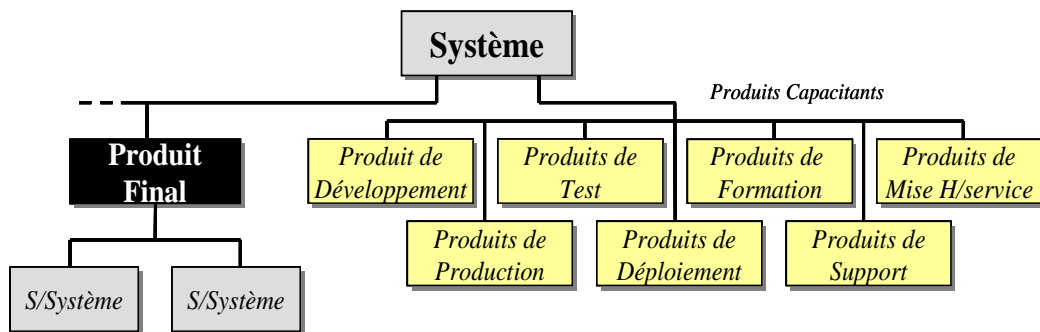 Système
Produits Capacitants
Produit
Final
Produit de
Développement
Produits de
Test
Produits de
Formation
Produits de
Mise H/service
Produits de
Production
Produits de
Déploiement
Produits de
Support
S/Système
S/Système